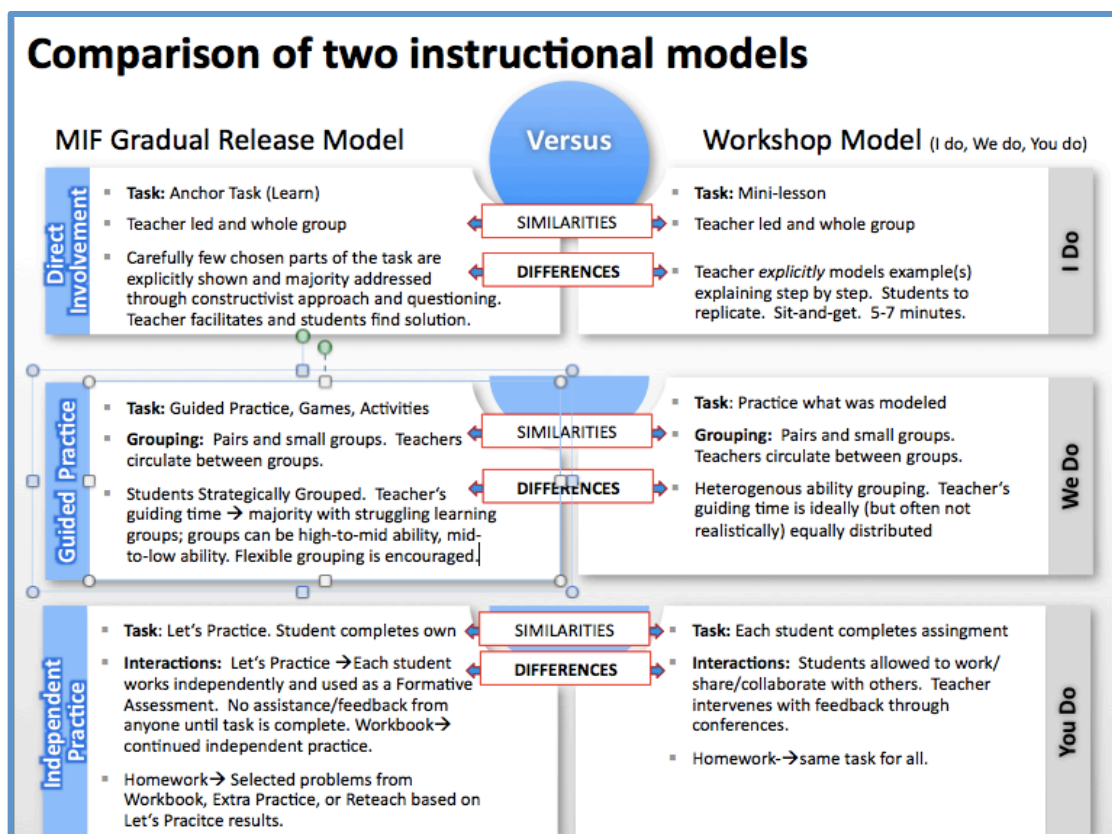 Comparison of two instructional models
MIF Gradual Release Model
Versus
Workshop Model (I do, We do, You do)
Direct
Involvement
▪ Task: Anchor Task (Learn)
▪ Teacher led and whole group
▪ Carefully few chosen parts of the task are
explicitly shown and majority addressed
through constructivist approach and questioning.
Teacher facilitates and students find solution.
SIMILARITIES
DIFFERENCES
▪ Task: Mini-lesson
▪ Teacher led and whole group
▪ Teacher explicitly models example(s)
explaining step by step. Students to
replicate. Sit-and-get. 5-7 minutes.
I Do
Guided Practice
▪ Task: Guided Practice, Games, Activities
▪ Grouping: Pairs and small groups. Teachers
circulate between groups.
▪ Students Strategically Grouped. Teacher's
guiding time → majority with struggling learning
groups; groups can be high-to-mid ability, mid-
to-low ability. Flexible grouping is encouraged.
SIMILARITIES
DIFFERENCES
▪ Task: Practice what was modeled
▪ Grouping: Pairs and small groups.
Teachers circulate between groups.
▪ Heterogenous ability grouping. Teacher's
guiding time is ideally (but often not
realistically) equally distributed
We Do
Independent
Practice
▪ Task: Let's Practice. Student completes own
▪ Interactions: Let's Practice →Each student
works independently and used as a Formative
Assessment. No assistance/feedback from
anyone until task is complete. Workbook→
continued independent practice.
▪ Homework→ Selected problems from
Workbook, Extra Practice, or Reteach based on
Let's Pracitce results.
SIMILARITIES
DIFFERENCES
▪ Task: Each student completes assingment
▪ Interactions: Students allowed to work/
share/collaborate with others. Teacher
intervenes with feedback through
conferences.
▪ Homework-→same task for all.
You Do